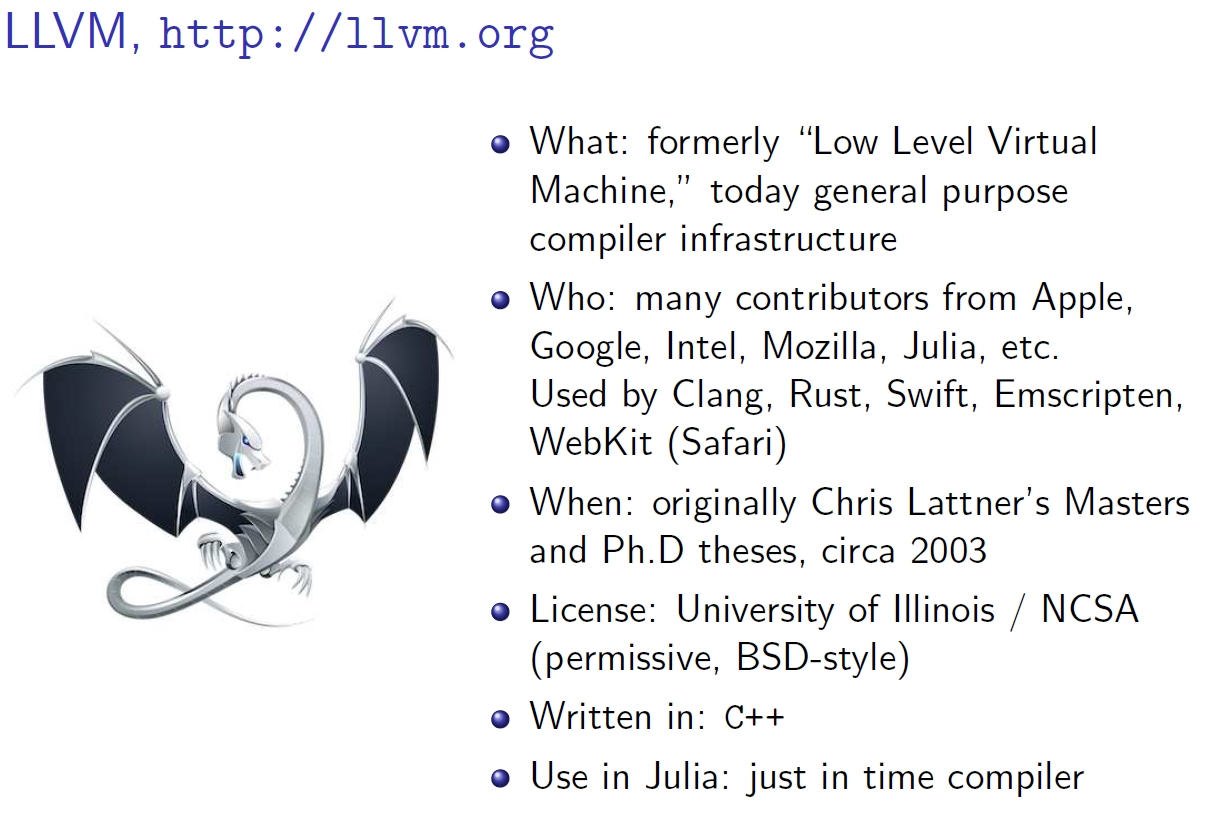 LLVM, http://llvm.org
What: formerly “Low Level Virtual
Machine,” today general purpose
compiler infrastructure
Who: many contributors from Apple,
Google, Intel, Mozilla, Julia, etc.
Used by Clang, Rust, Swift, Emscripten,
WebKit (Safari)
When: originally Chris Lattner’s Masters
and Ph.D theses, circa 2003
License: University of Illinois / NCSA
(permissive, BSD-style)
Written in: C++
Use in Julia: just in time compiler